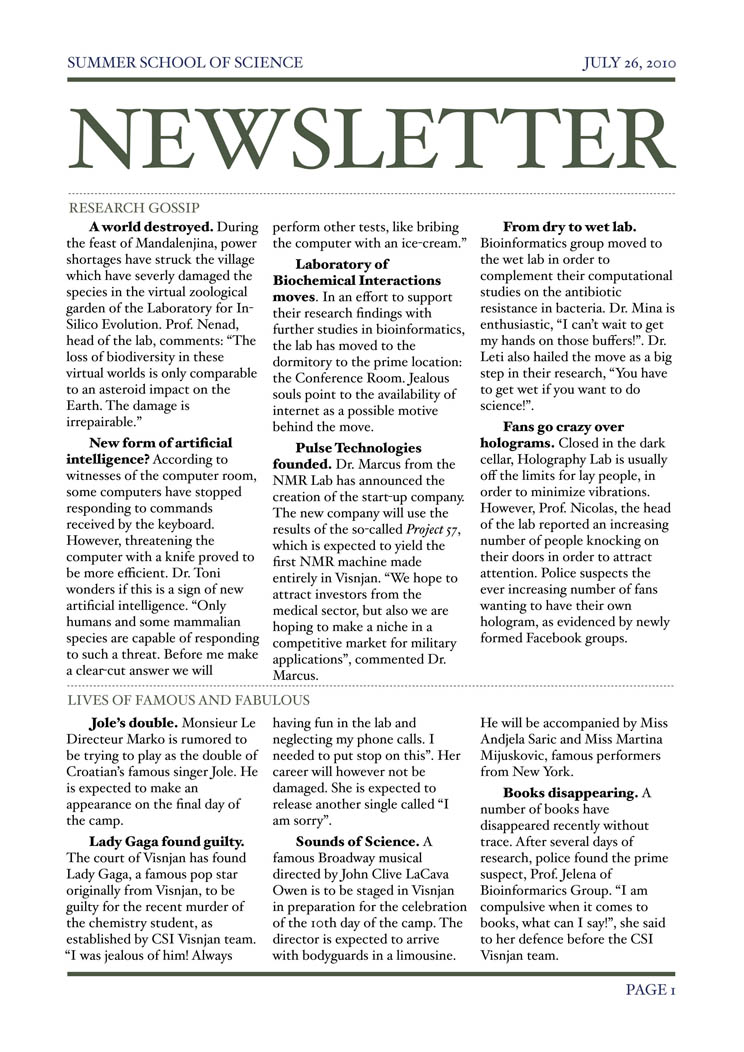 SUMMER SCHOOL OF SCIENCE
JULY 26, 2010
NEWSLETTER
RESEARCH GOSSIP
A world destroyed. During
the feast of Mandalenjina, power
shortages have struck the village
which have severly damaged the
species in the virtual zoological
garden of the Laboratory for In-
Silico Evolution. Prof. Nenad,
head of the lab, comments: “The
loss of biodiversity in these
virtual worlds is only comparable
to an asteroid impact on the
Earth. The damage is
irrepairable.”
New form of artificial
intelligence? According to
witnesses of the computer room,
some computers have stopped
responding to commands
received by the keyboard.
However, threatening the
computer with a knife proved to
be more efficient. Dr. Toni
wonders if this is a sign of new
artificial intelligence. “Only
humans and some mammalian
species are capable of responding
to such a threat. Before me make
a clear-cut answer we will
perform other tests, like bribing
the computer with an ice-cream.”
Laboratory of
Biochemical Interactions
moves. In an effort to support
their research findings with
further studies in bioinformatics,
the lab has moved to the
dormitory to the prime location:
the Conference Room. Jealous
souls point to the availability of
internet as a possible motive
behind the move.
Pulse Technologies
founded. Dr. Marcus from the
NMR Lab has announced the
creation of the start-up company.
The new company will use the
results of the so-called Project 57,
which is expected to yield the
first NMR machine made
entirely in Visnjan. “We hope to
attract investors from the
medical sector, but also we are
hoping to make a niche in a
competitive market for military
applications”, commented Dr.
Marcus.
From dry to wet lab.
Bioinformatics group moved to
the wet lab in order to
complement their computational
studies on the antibiotic
resistance in bacteria. Dr. Mina is
enthusiastic, “I can’t wait to get
my hands on those buffers!”. Dr.
Leti also hailed the move as a big
step in their research, “You have
to get wet if you want to do
science!”.
Fans go crazy over
holograms. Closed in the dark
cellar, Holography Lab is usually
off the limits for lay people, in
order to minimize vibrations.
However, Prof. Nicolas, the head
of the lab reported an increasing
number of people knocking on
their doors in order to attract
attention. Police suspects the
ever increasing number of fans
wanting to have their own
hologram, as evidenced by newly
formed Facebook groups.
LIVES OF FAMOUS AND FABULOUS
Jole’s double. Monsieur Le
Directeur Marko is rumored to
be trying to play as the double of
Croatian’s famous singer Jole. He
is expected to make an
appearance on the final day of
the camp.
Lady Gaga found guilty.
The court of Visnjan has found
Lady Gaga, a famous pop star
originally from Visnjan, to be
guilty for the recent murder of
the chemistry student, as
established by CSI Visnjan team.
“I was jealous of him! Always
having fun in the lab and
neglecting my phone calls. I
needed to put stop on this”. Her
career will however not be
damaged. She is expected to
release another single called “I
am sorry”.
Sounds of Science. A
famous Broadway musical
directed by John Clive LaCava
Owen is to be staged in Visnjan
in preparation for the celebration
of the 10th day of the camp. The
director is expected to arrive
with bodyguards in a limousine.
He will be accompanied by Miss
Andjela Saric and Miss Martina
Mijuskovic, famous performers
from New York.
Books disappearing. A
number of books have
disappeared recently without
trace. After several days of
research, police found the prime
suspect, Prof. Jelena of
Bioinformarics Group. “I am
compulsive when it comes to
books, what can I say!”, she said
to her defence before the CSI
Visnjan team.
PAGE 1